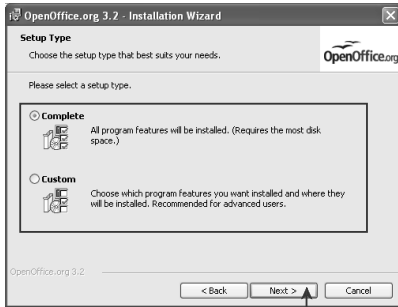 OpenOffice.org 3.2 - Installation Wizard
Setup Type
Choose the setup type that best suits your needs.
OpenOffice.org
Please select a setup type.
Complete
All program features will be installed. (Requires the most disk
space.)
Custom
Choose which program features you want installed and where they
will be installed. Recommended for advanced users.
OpenOffice.org 3.2
< Back Next > Cancel